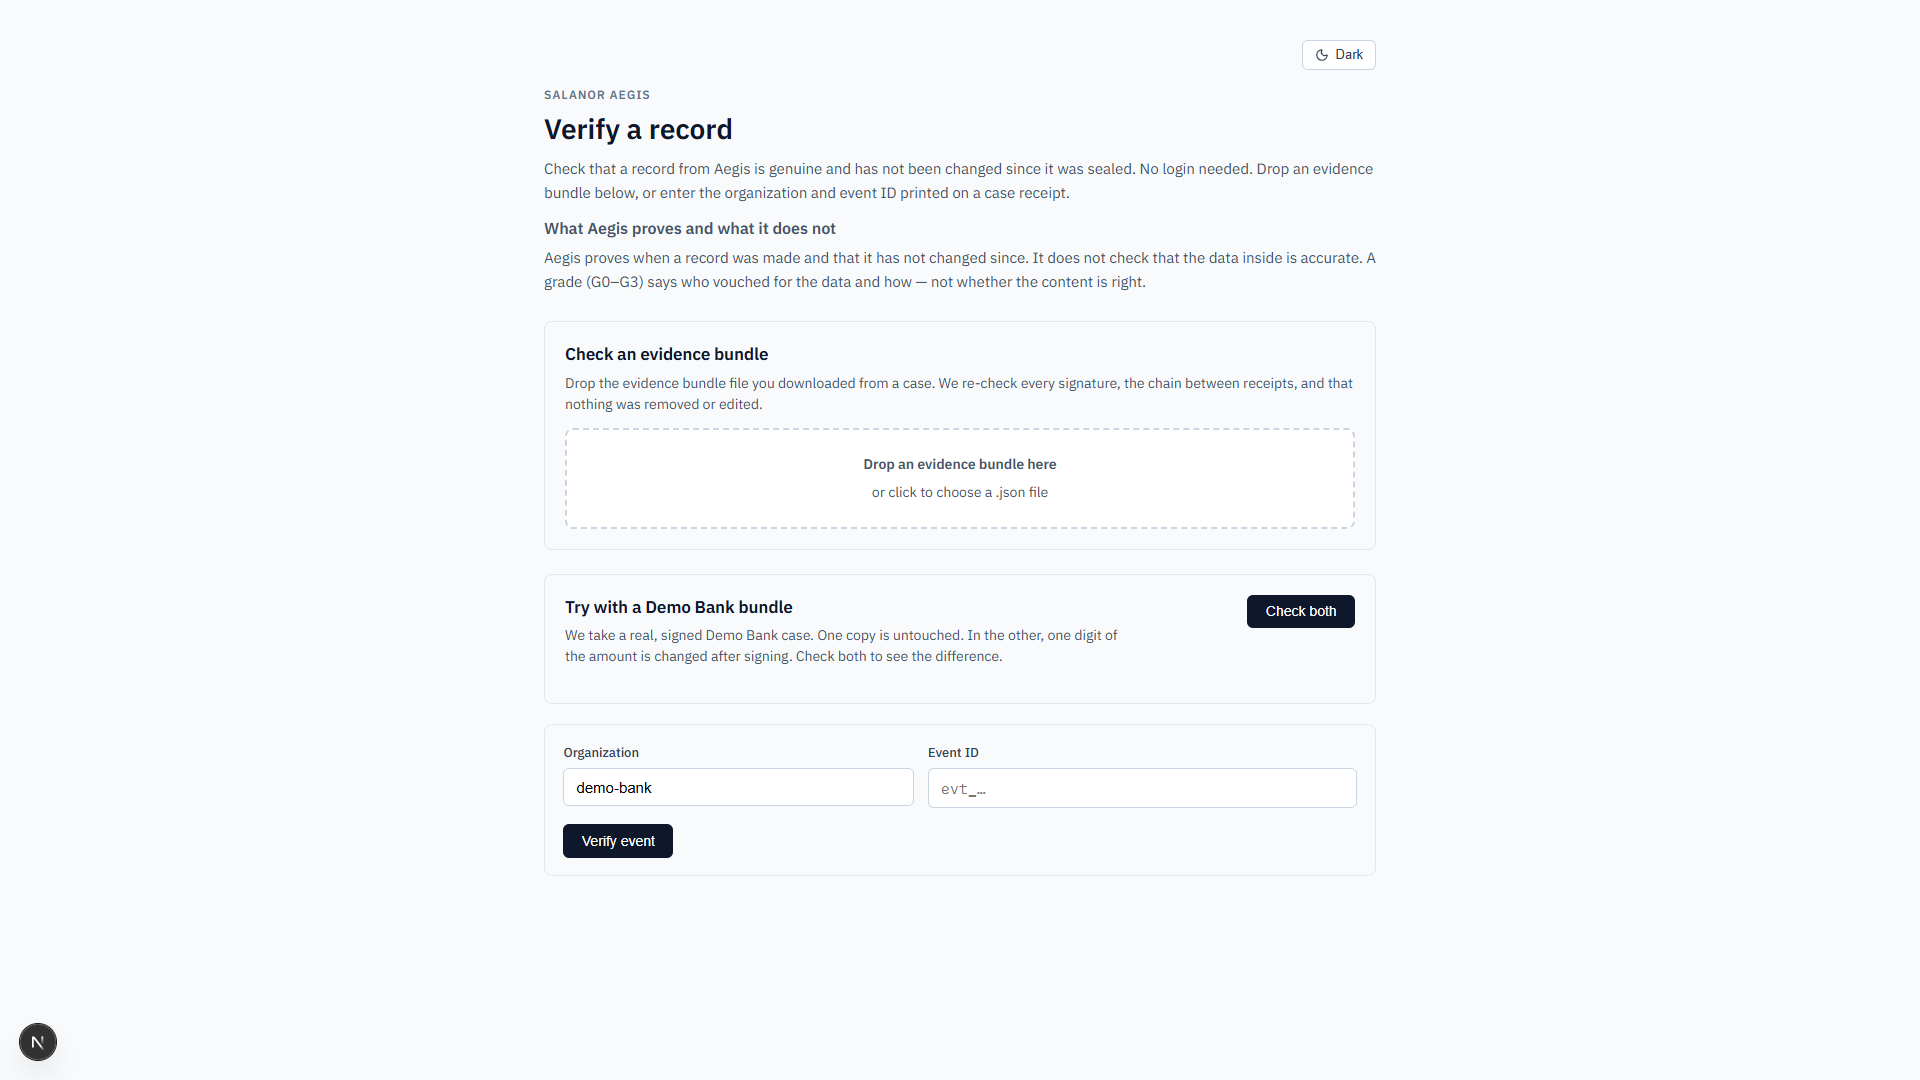 Dark
SALANOR AEGIS
Verify a record
Check that a record from Aegis is genuine and has not been changed since it was sealed. No login needed. Drop an evidence
bundle below, or enter the organization and event ID printed on a case receipt.
What Aegis proves and what it does not
Aegis proves when a record was made and that it has not changed since. It does not check that the data inside is accurate. A
grade (G0–G3) says who vouched for the data and how — not whether the content is right.
Check an evidence bundle
Drop the evidence bundle file you downloaded from a case. We re-check every signature, the chain between receipts, and that
nothing was removed or edited.
Drop an evidence bundle here
or click to choose a .json file
Try with a Demo Bank bundle
Check both
We take a real, signed Demo Bank case. One copy is untouched. In the other, one digit of
the amount is changed after signing. Check both to see the difference.
Organization
Event ID
demo-bank
evt_…
Verify event
N